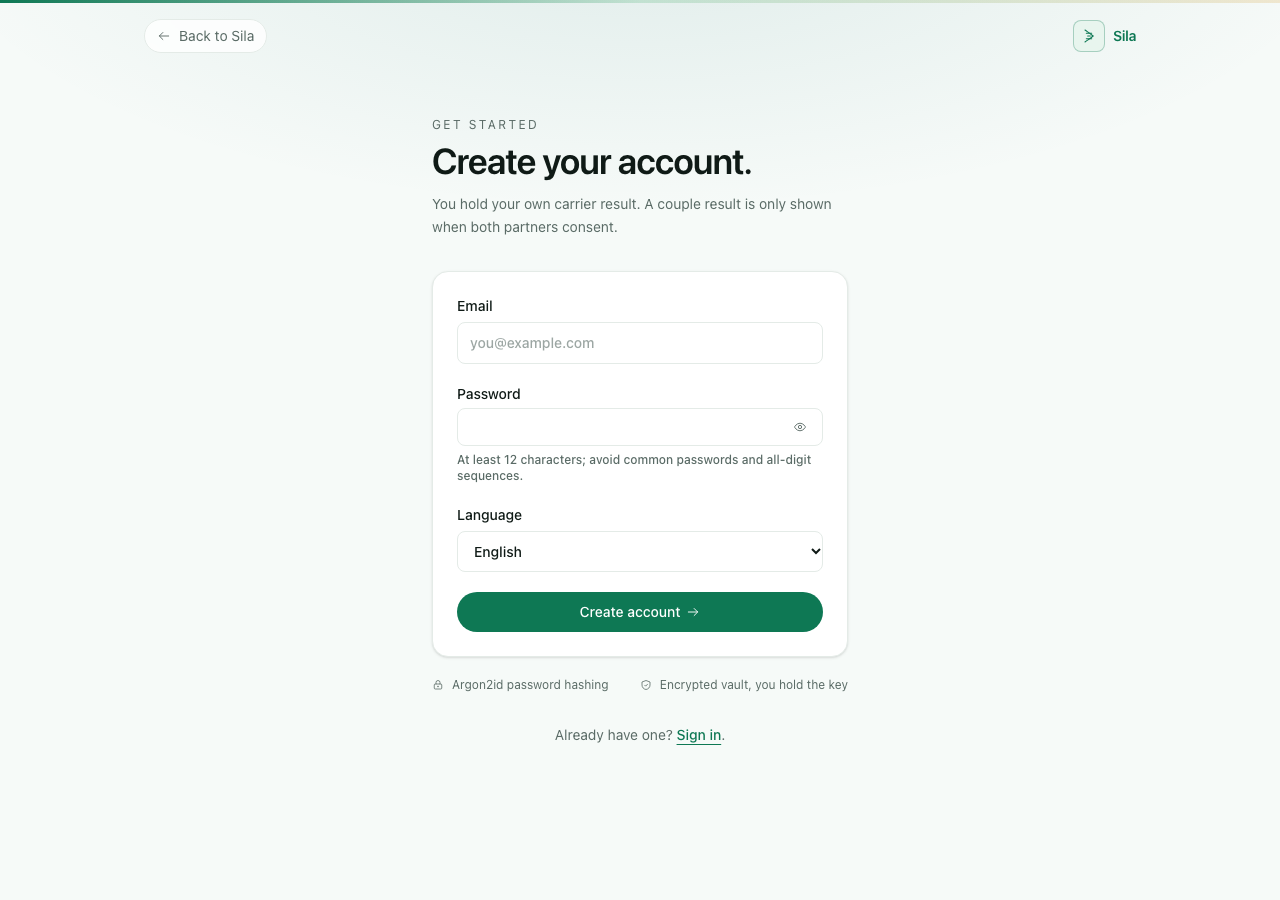 Back to Sila
Sila
GET STARTED
Create your account.
You hold your own carrier result. A couple result is only shown
when both partners consent.
Email
you@example.com
Password
At least 12 characters; avoid common passwords and all-digit
sequences.
Language
English
Create account →
Argon2id password hashing
Encrypted vault, you hold the key
Already have one? Sign in.